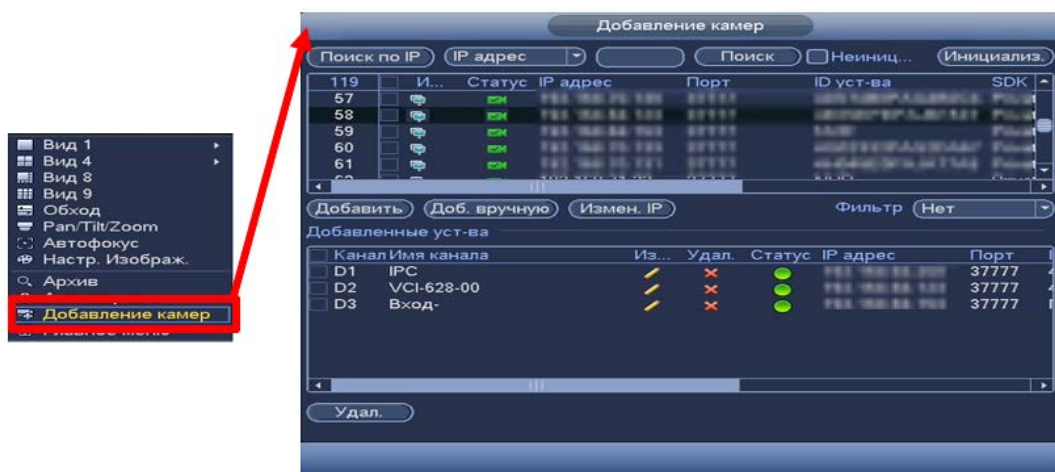 Вид 1
Вид 4
Вид 8
Вид 9
Обход
Pan/Tilt/Zoom
Автофокус
Настр. Изображ.
Архив
Добавление камер
Добавление камер
Поиск по IP IP адрес Поиск Неиниц... Инициализ.
119 И... Статус IP адрес Порт ID уст-ва SDK
57
58
59
60
61
Добавить Доб. вручную Измен. IP Фильтр Нет
Добавленные уст-ва
Канал Имя канала Из... Удал. Статус IP адрес Порт
D1 IPC 37777
D2 VCI-628-00 37777
D3 Вход- 37777
Удал.